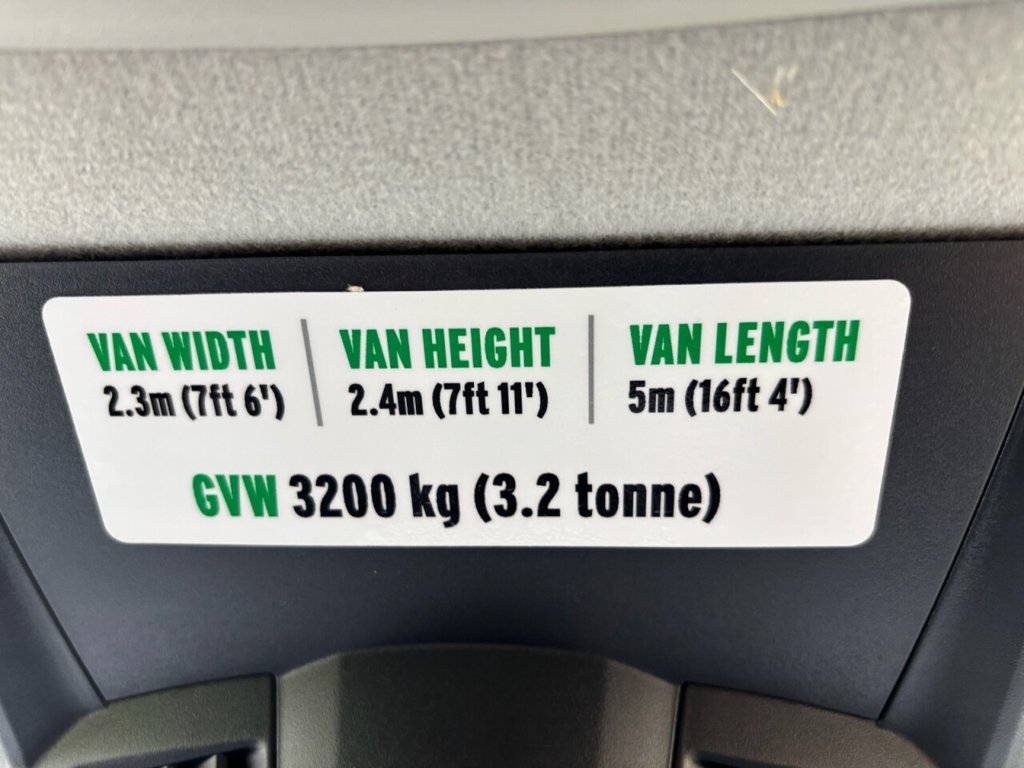 VAN WIDTH
2.3m (7ft 6')
VAN HEIGHT
2.4m (7ft 11')
VAN LENGTH
5m (16ft 4')
GVW 3200 kg (3.2 tonne)